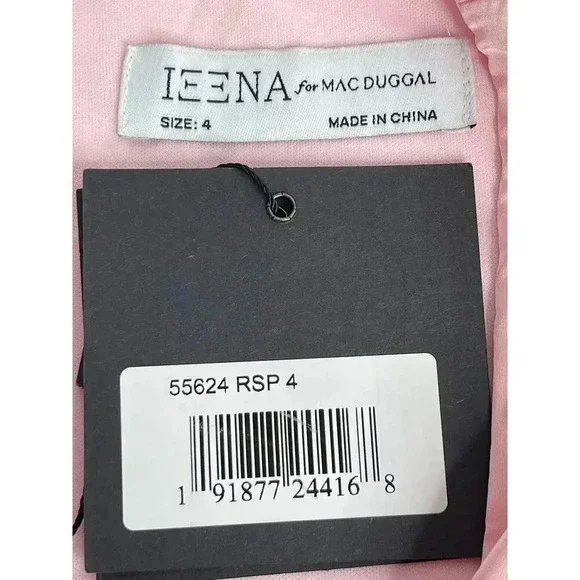 IEENA for MAC DUGGAL
SIZE: 4 MADE IN CHINA
55624 RSP 4
1 91877 24416 8